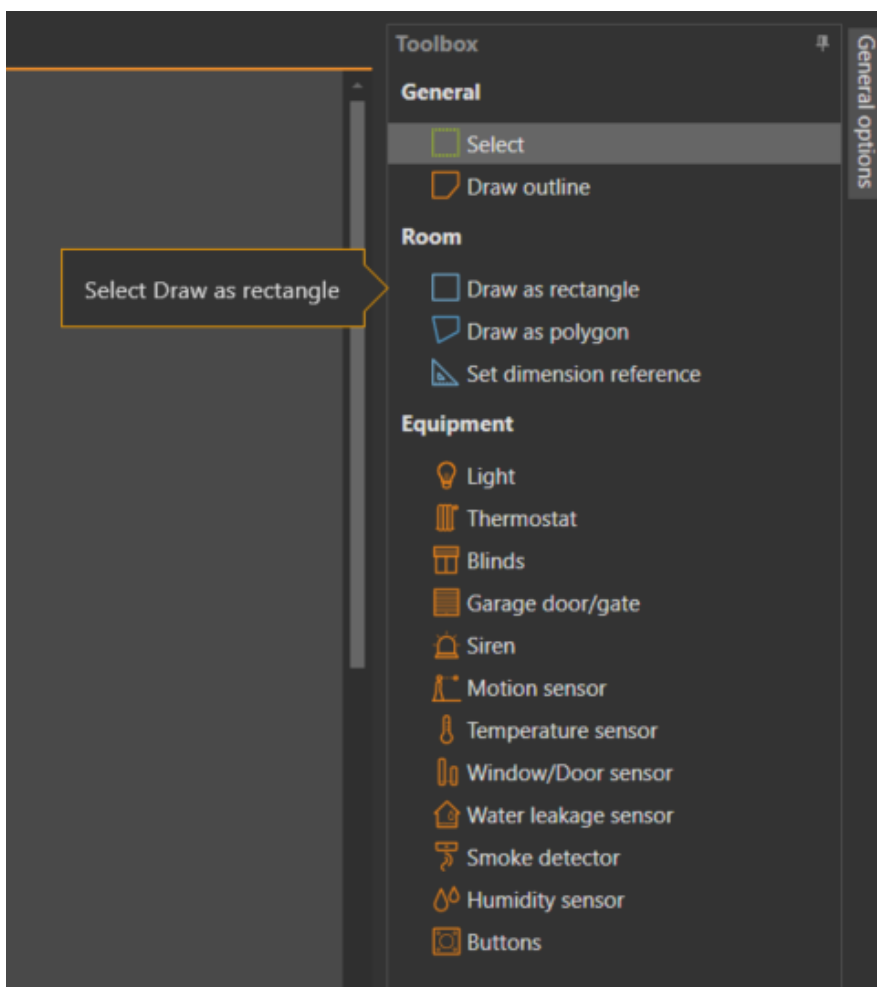 Toolbox
General options
General
Select
Draw outline
Room
Select Draw as rectangle
Draw as rectangle
Draw as polygon
Set dimension reference
Equipment
Light
Thermostat
Blinds
Garage door/gate
Siren
Motion sensor
Temperature sensor
Window/Door sensor
Water leakage sensor
Smoke detector
Humidity sensor
Buttons